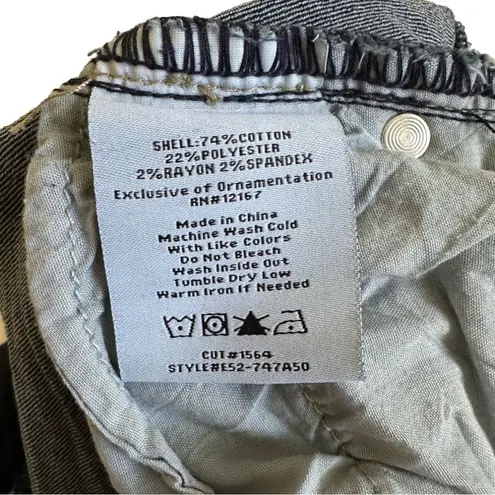 SHELL:74%COTTON
22%POLYESTER
2%RAYON 2%SPANDEX
Exclusive of Ornamentation
RN#12167
Made in China
Machine Wash Cold
With Like Colors
Do Not Bleach
Wash Inside Out
Tumble Dry Low
Warm Iron If Needed
CUT#1564
STYLE#E52-747A50